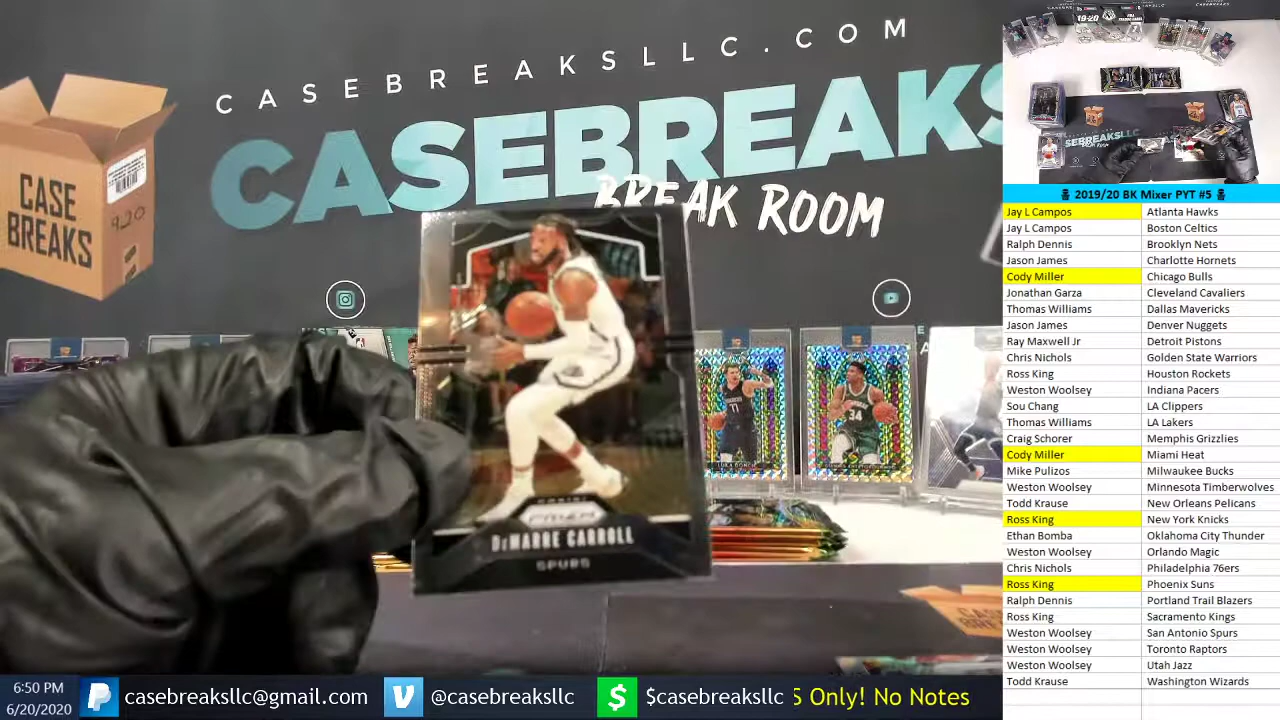 CASEBREAKSLLC.COM
CASEBREAKS
BREAK ROOM
CASE
BREAKS
920
PANINI
PRIZM
DeMARRE CARROLL
SPURS
77
34
19-20
2019/20 BK Mixer PYT #5
Jay L Campos Atlanta Hawks
Jay L Campos Boston Celtics
Ralph Dennis Brooklyn Nets
Jason James Charlotte Hornets
Cody Miller Chicago Bulls
Jonathan Garza Cleveland Cavaliers
Thomas Williams Dallas Mavericks
Jason James Denver Nuggets
Ray Maxwell Jr Detroit Pistons
Chris Nichols Golden State Warriors
Ross King Houston Rockets
Weston Woolsey Indiana Pacers
Sou Chang LA Clippers
Thomas Williams LA Lakers
Craig Schorer Memphis Grizzlies
Cody Miller Miami Heat
Mike Pulizos Milwaukee Bucks
Weston Woolsey Minnesota Timberwolves
Todd Krause New Orleans Pelicans
Ross King New York Knicks
Ethan Bomba Oklahoma City Thunder
Weston Woolsey Orlando Magic
Chris Nichols Philadelphia 76ers
Ross King Phoenix Suns
Ralph Dennis Portland Trail Blazers
Ross King Sacramento Kings
Weston Woolsey San Antonio Spurs
Weston Woolsey Toronto Raptors
Weston Woolsey Utah Jazz
Todd Krause Washington Wizards
6:50 PM
6/20/2020
casebreaksllc@gmail.com
@casebreaksllc
$casebreaksllc
S Only! No Notes